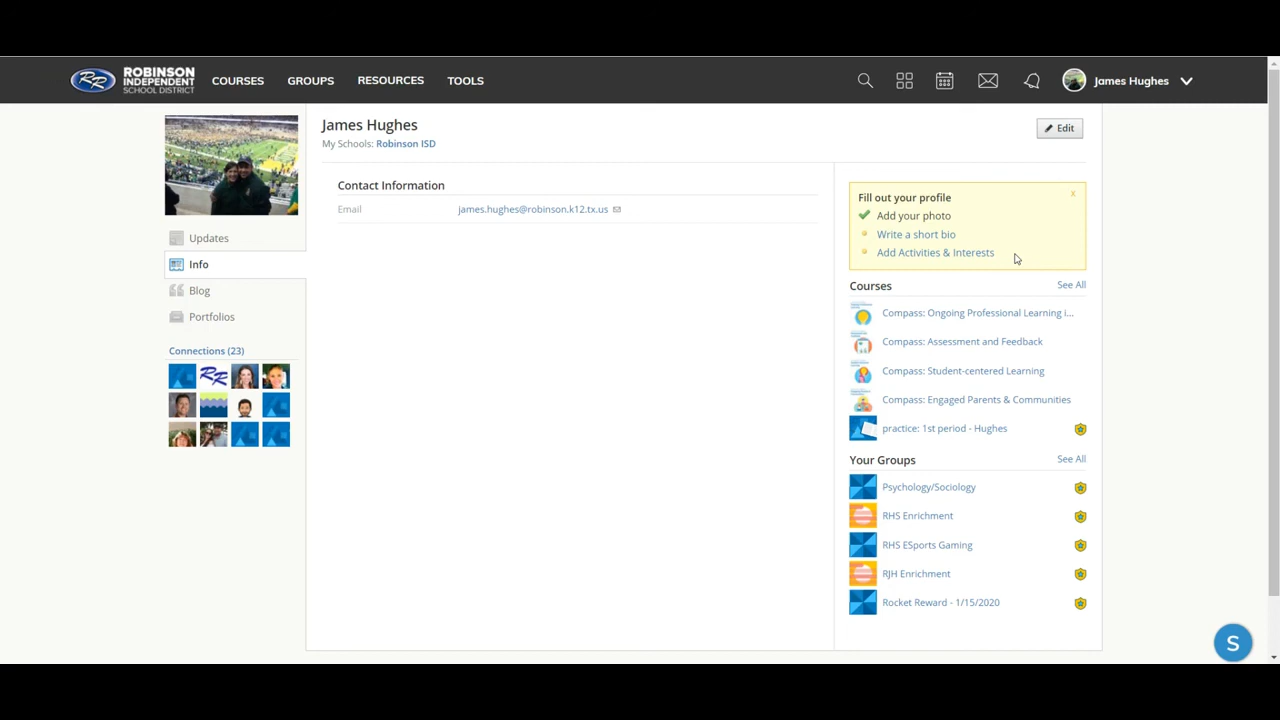 RR ROBINSON INDEPENDENT SCHOOL DISTRICT
COURSES GROUPS RESOURCES TOOLS
James Hughes
James Hughes
My Schools: Robinson ISD
Edit
Contact Information
Email james.hughes@robinson.k12.tx.us
Updates
Info
Blog
Portfolios
Connections (23)
RR
Fill out your profile
x
Add your photo
Write a short bio
Add Activities & Interests
Courses See All
Compass: Ongoing Professional Learning i...
Compass: Assessment and Feedback
Compass: Student-centered Learning
Compass: Engaged Parents & Communities
practice: 1st period - Hughes
Your Groups See All
Psychology/Sociology
RHS Enrichment
RHS ESports Gaming
RJH Enrichment
Rocket Reward - 1/15/2020
S